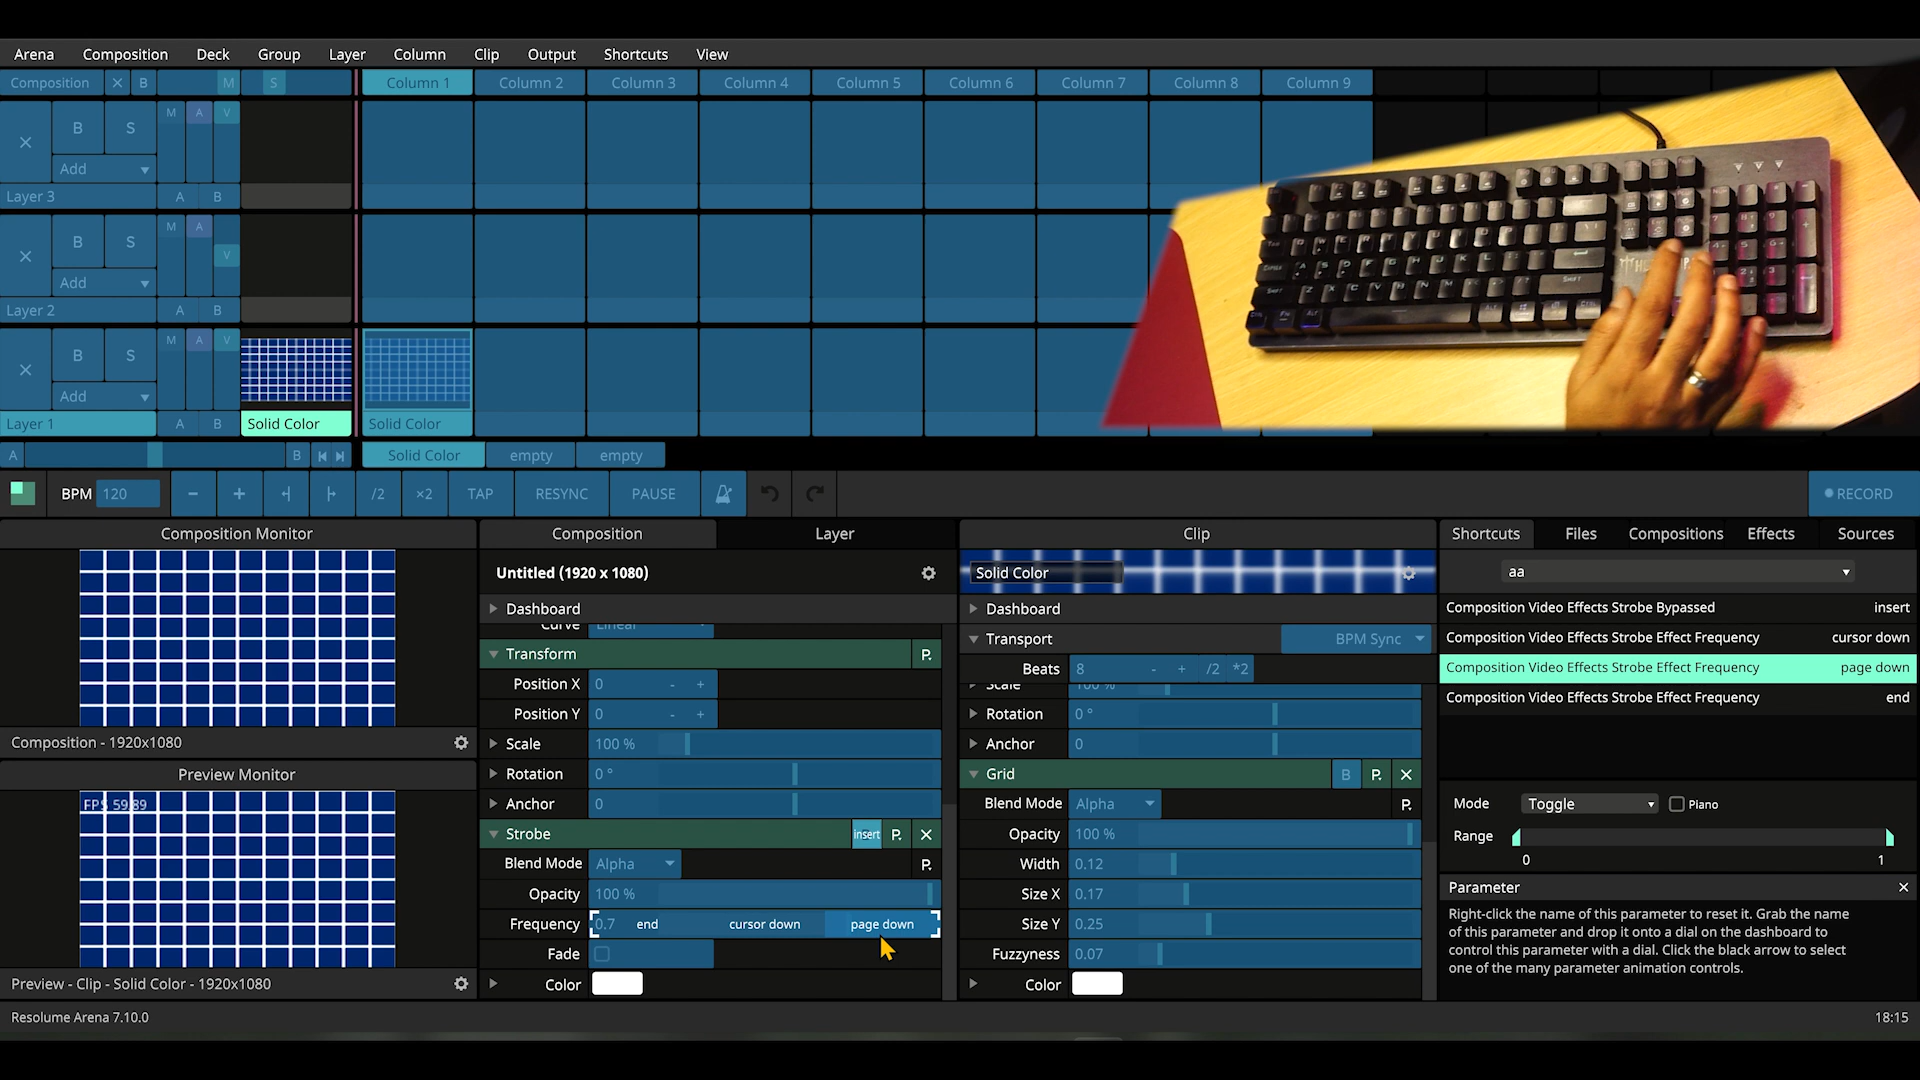 Arena Composition Deck Group Layer Column Clip Output Shortcuts View
Composition X B M S Column 1 Column 2 Column 3 Column 4 Column 5 Column 6 Column 7 Column 8 Column 9
B S M A V
Add
Layer 3 A B
B S M A V
Add
Layer 2 A B
B S M A V
Add
Layer 1 A B Solid Color Solid Color
A B Solid Color empty empty
BPM 120 - + /2 ×2 TAP RESYNC PAUSE RECORD
Composition Monitor
Composition - 1920x1080
Preview Monitor
FPS 59.89
Preview - Clip - Solid Color - 1920x1080
Composition Layer
Untitled (1920 x 1080)
Dashboard
Curve Linear
Transform P.
Position X 0 - +
Position Y 0 - +
Scale 100 %
Rotation 0 °
Anchor 0
Strobe insert P. X
Blend Mode Alpha P.
Opacity 100 %
Frequency 0.7 end cursor down page down
Fade
Color
Clip
Solid Color
Dashboard
Transport BPM Sync
Beats 8 - + /2 *2
Scale 100 %
Rotation 0 °
Anchor 0
Grid B P. X
Blend Mode Alpha P.
Opacity 100 %
Width 0.12
Size X 0.17
Size Y 0.25
Fuzzyness 0.07
Color
Shortcuts Files Compositions Effects Sources
aa
Composition Video Effects Strobe Bypassed insert
Composition Video Effects Strobe Effect Frequency cursor down
Composition Video Effects Strobe Effect Frequency page down
Composition Video Effects Strobe Effect Frequency end
Mode Toggle Piano
Range
0 1
Parameter
Right-click the name of this parameter to reset it. Grab the name
of this parameter and drop it onto a dial on the dashboard to
control this parameter with a dial. Click the black arrow to select
one of the many parameter animation controls.
Resolume Arena 7.10.0 18:15